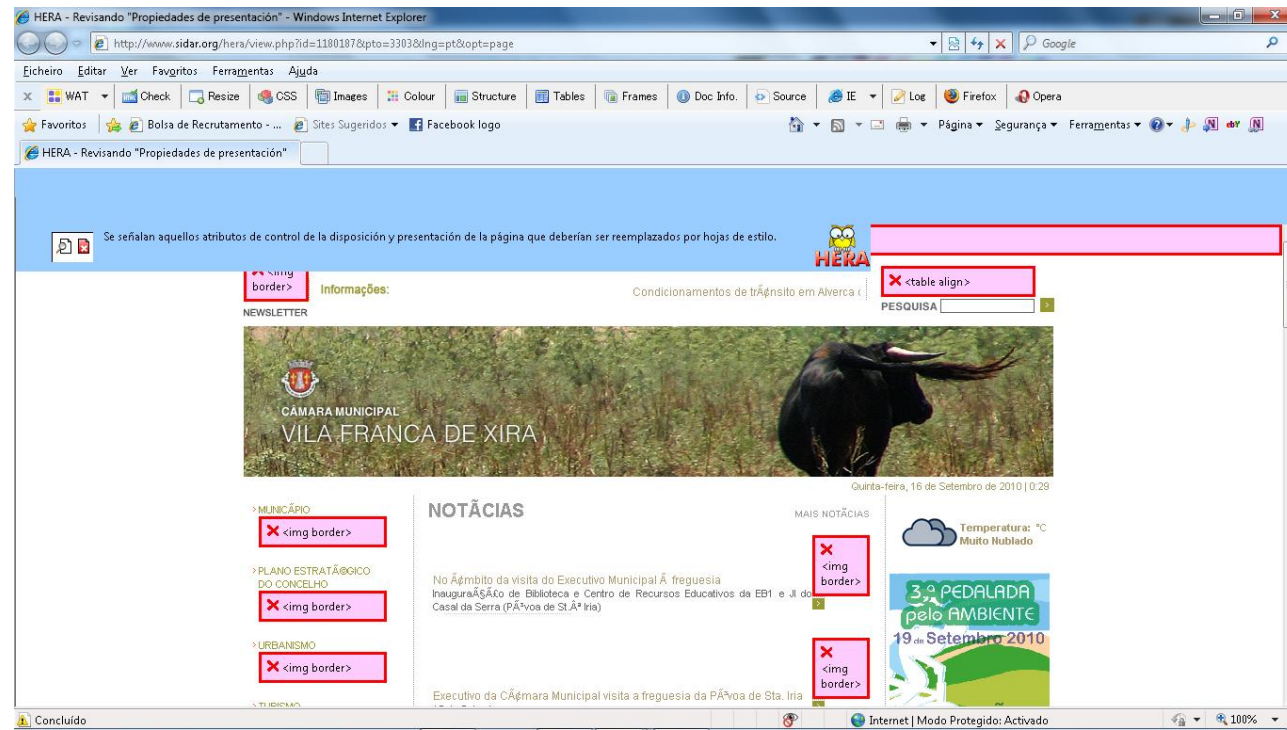 HERA - Revisando "Propiedades de presentación" - Windows Internet Explorer
http://www.sidar.org/hera/view.php?id=1180187&pto=3303&lng=pt&opt=page
Google
Eicheiro Editar Ver Favoritos Ferramentas Ajuda
x WAT Check Resize CSS Images Colour Structure Tables Frames Doc Info. Source IE Log Firefox Opera
Favoritos Bolsa de Recrutamento - ... Sites Sugeridos Facebook logo Página Segurança Ferramentas
HERA - Revisando "Propiedades de presentación"
Se señalan aquellos atributos de control de la disposición y presentación de la página que deberían ser reemplazados por hojas de estilo.
HERA
<img
border>
Informações:
Condicionamentos de trÃ¢nsito em Alverca
<table align>
NEWSLETTER
PESQUISA
CÂMARA MUNICIPAL
VILA FRANCA DE XIRA
Quinta-feira, 16 de Setembro de 2010 | 0:29
> MUNICÃPIO
<img border>
> PLANO ESTRATÃ©GICO
DO CONCELHO
<img border>
> URBANISMO
<img border>
> TURISMO
NOTÃCIAS
MAIS NOTÃCIAS
<img
border>
No Ã¢mbito da visita do Executivo Municipal Ã freguesia
InauguraÃ§Ã£o de Biblioteca e Centro de Recursos Educativos da EB1 e JI do
Casal da Serra (PÃ³voa de St.Âª Iria)
<img
border>
Executivo da CÃ¢mara Municipal visita a freguesia da PÃ³voa de Sta. Iria
Temperatura: ºC
Muito Nublado
3.º PEDALADA
pelo AMBIENTE
19 de Setembro 2010
Concluído
Internet | Modo Protegido: Activado
100%